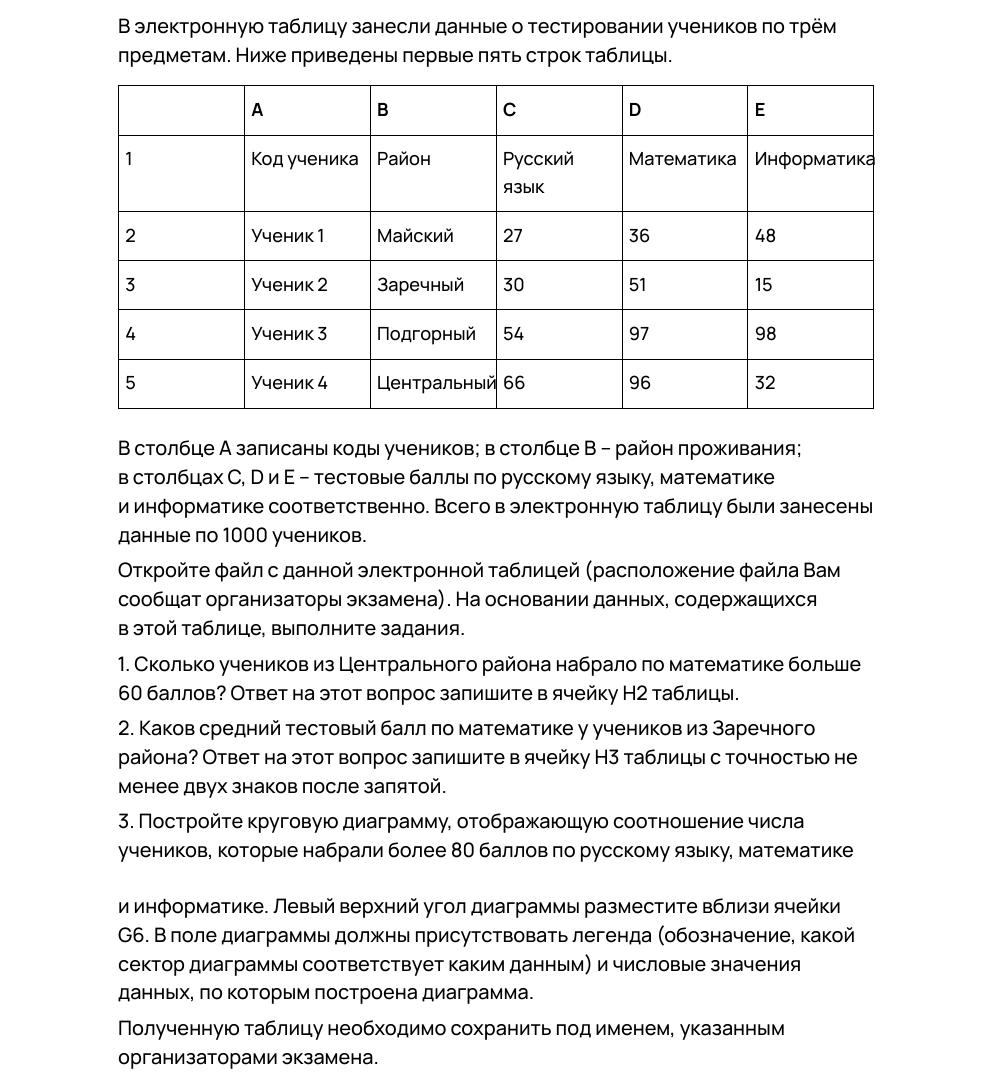 В электронную таблицу занесли данные о тестировании учеников по трём
предметам. Ниже приведены первые пять строк таблицы.
A B C D E
1 Код ученика Район Русский язык Математика Информатика
2 Ученик 1 Майский 27 36 48
3 Ученик 2 Заречный 30 51 15
4 Ученик 3 Подгорный 54 97 98
5 Ученик 4 Центральный 66 96 32
В столбце А записаны коды учеников; в столбце В – район проживания;
в столбцах С, D и Е – тестовые баллы по русскому языку, математике
и информатике соответственно. Всего в электронную таблицу были занесены
данные по 1000 учеников.
Откройте файл с данной электронной таблицей (расположение файла Вам
сообщат организаторы экзамена). На основании данных, содержащихся
в этой таблице, выполните задания.
1. Сколько учеников из Центрального района набрало по математике больше
60 баллов? Ответ на этот вопрос запишите в ячейку H2 таблицы.
2. Каков средний тестовый балл по математике у учеников из Заречного
района? Ответ на этот вопрос запишите в ячейку H3 таблицы с точностью не
менее двух знаков после запятой.
3. Постройте круговую диаграмму, отображающую соотношение числа
учеников, которые набрали более 80 баллов по русскому языку, математике
и информатике. Левый верхний угол диаграммы разместите вблизи ячейки
G6. В поле диаграммы должны присутствовать легенда (обозначение, какой
сектор диаграммы соответствует каким данным) и числовые значения
данных, по которым построена диаграмма.
Полученную таблицу необходимо сохранить под именем, указанным
организаторами экзамена.